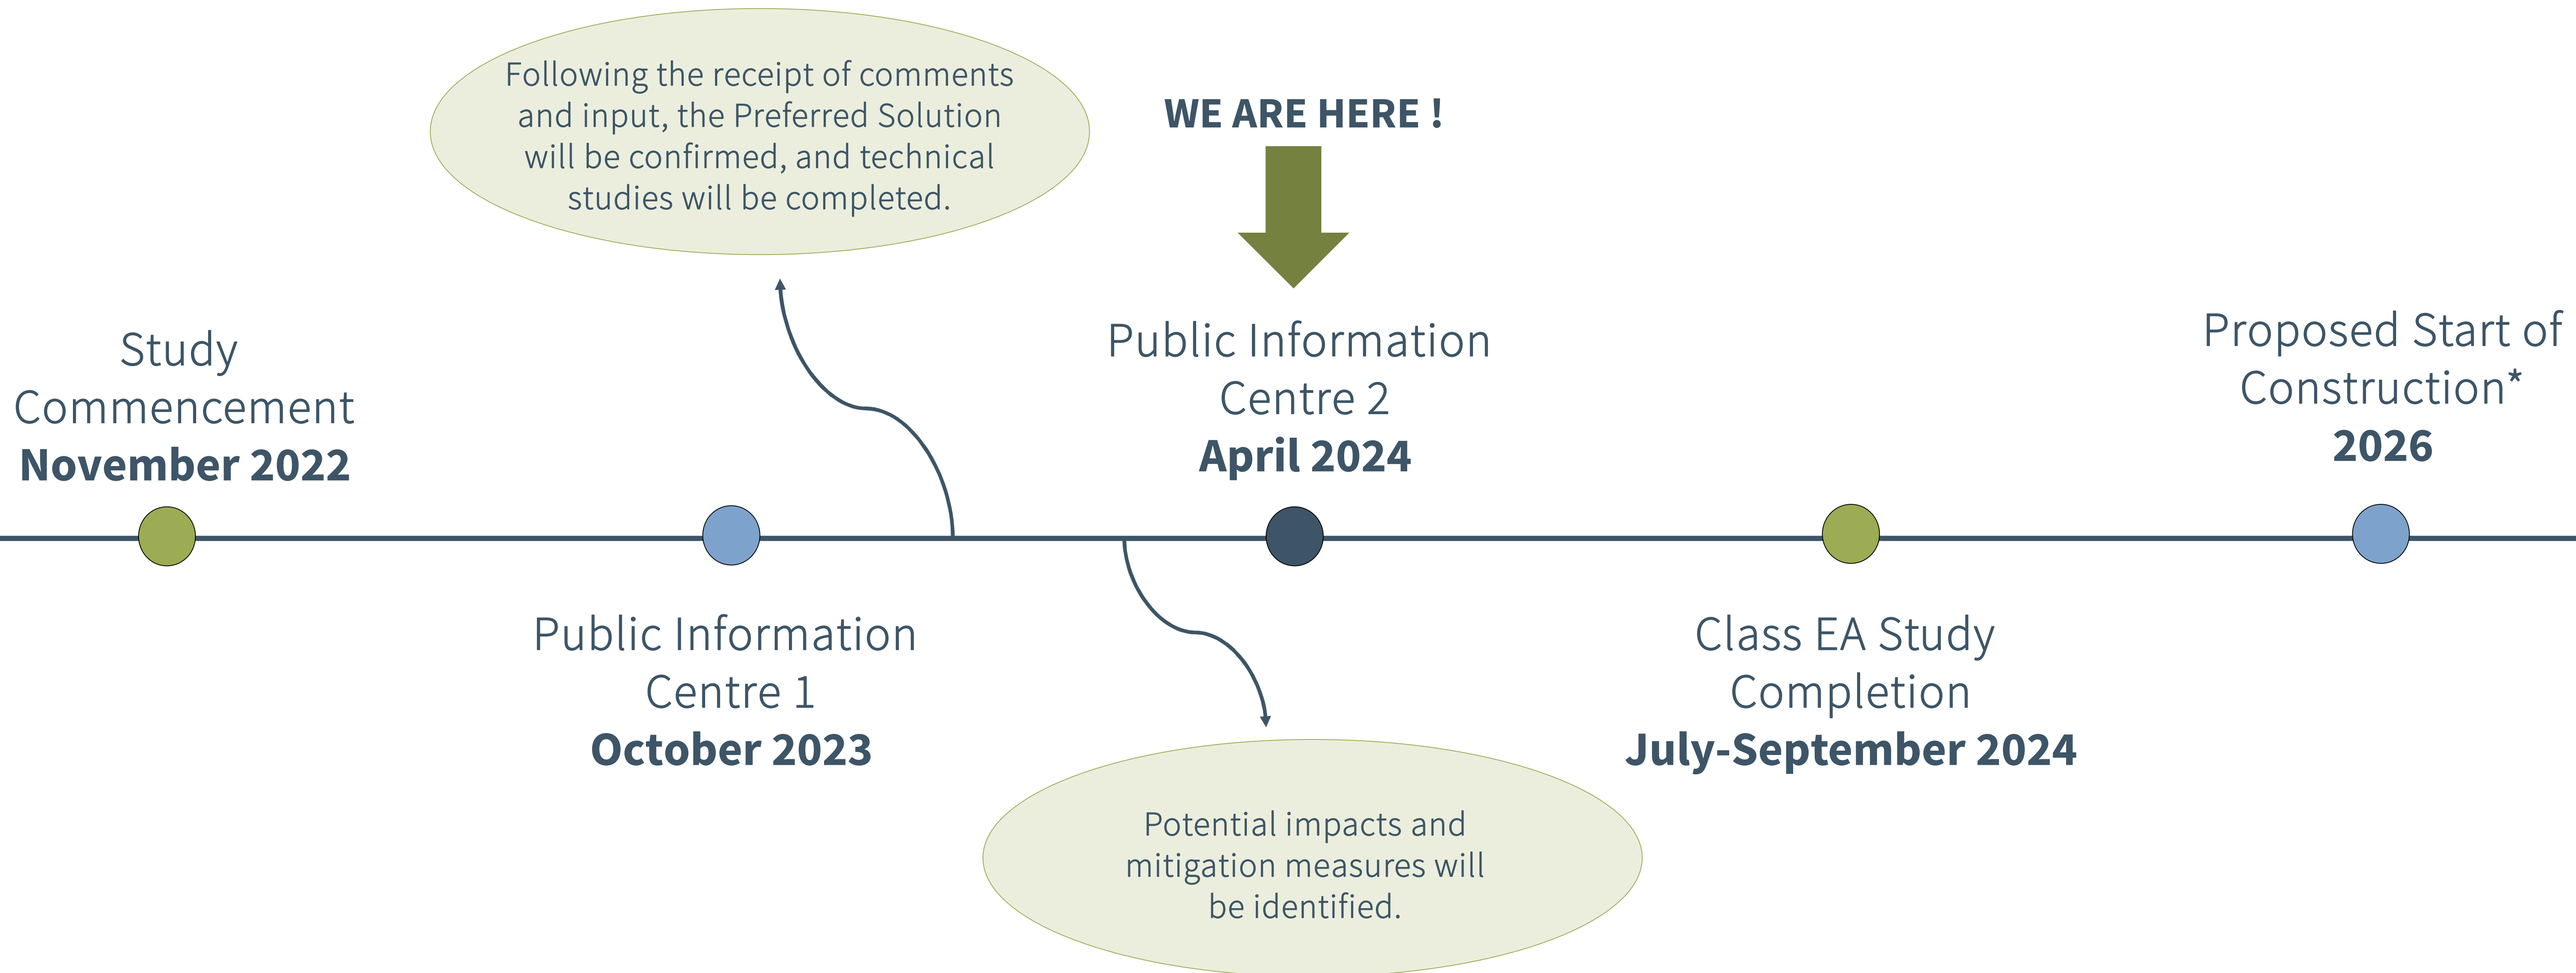 Following the receipt of comments
and input, the Preferred Solution
will be confirmed, and technical
studies will be completed.
WE ARE HERE !
Study
Commencement
November 2022
Public Information
Centre 1
October 2023
Public Information
Centre 2
April 2024
Potential impacts and
mitigation measures will
be identified.
Class EA Study
Completion
July-September 2024
Proposed Start of
Construction*
2026